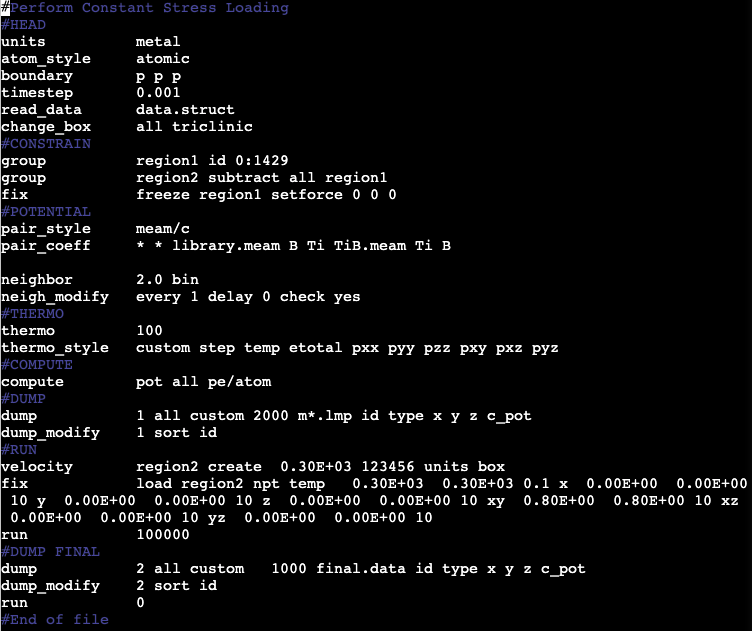 #Perform Constant Stress Loading
#HEAD
units          metal
atom_style     atomic
boundary       p p p
timestep       0.001
read_data      data.struct
change_box     all triclinic
#CONSTRAIN
group          region1 id 0:1429
group          region2 subtract all region1
fix            freeze region1 setforce 0 0 0
#POTENTIAL
pair_style     meam/c
pair_coeff     * * library.meam B Ti TiB.meam Ti B

neighbor       2.0 bin
neigh_modify   every 1 delay 0 check yes
#THERMO
thermo         100
thermo_style   custom step temp etotal pxx pyy pzz pxy pxz pyz
#COMPUTE
compute        pot all pe/atom
#DUMP
dump           1 all custom 2000 m*.lmp id type x y z c_pot
dump_modify    1 sort id
#RUN
velocity       region2 create  0.30E+03 123456 units box
fix            load region2 npt temp   0.30E+03  0.30E+03 0.1 x  0.00E+00  0.00E+00
 10 y  0.00E+00  0.00E+00 10 z  0.00E+00  0.00E+00 10 xy  0.80E+00  0.80E+00 10 xz
 0.00E+00  0.00E+00 10 yz  0.00E+00  0.00E+00 10
run            100000
#DUMP FINAL
dump           2 all custom   1000 final.data id type x y z c_pot
dump_modify    2 sort id
run            0
#End of file